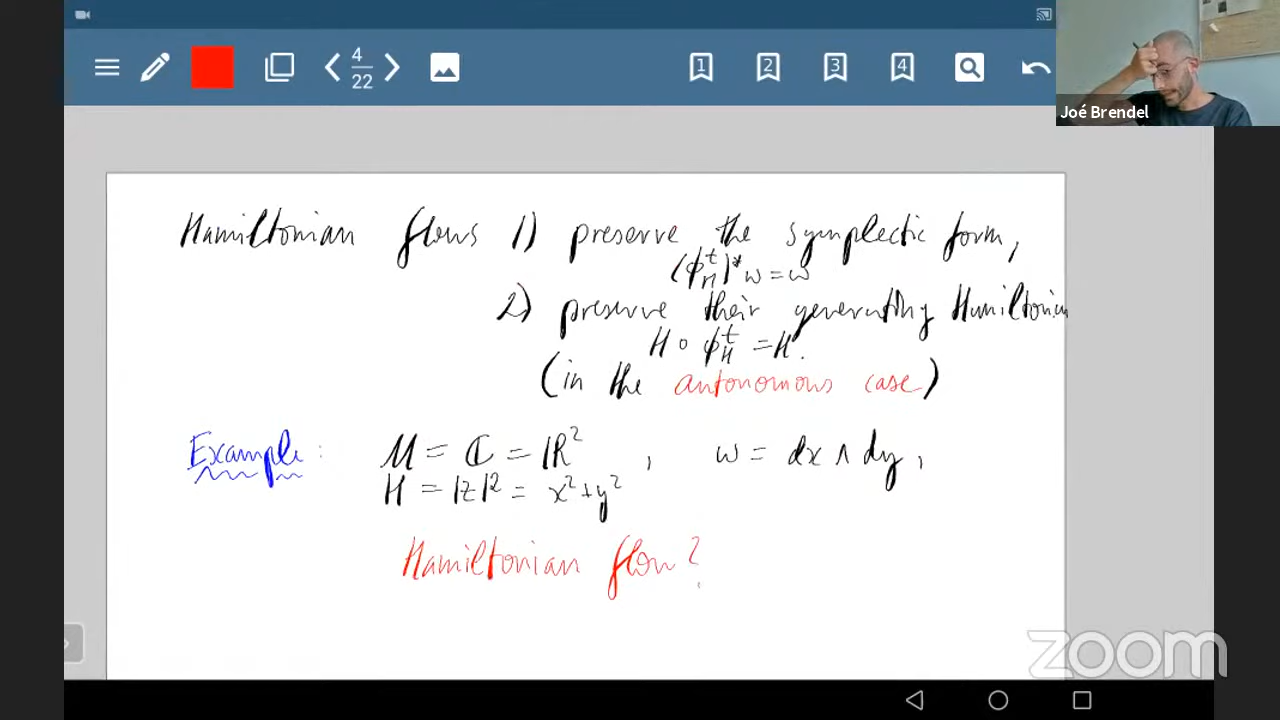 4
22
1 2 3 4
Joé Brendel
Hamiltonian flows 1) preserve the symplectic form,
(ϕ_H^t)^* ω = ω
2) preserve their generating Hamiltonian
H ∘ ϕ_H^t = H.
(in the autonomous case)
Example: M = ℂ = ℝ², ω = dx ∧ dy,
H = |z|² = x² + y²
Hamiltonian flow?
zoom